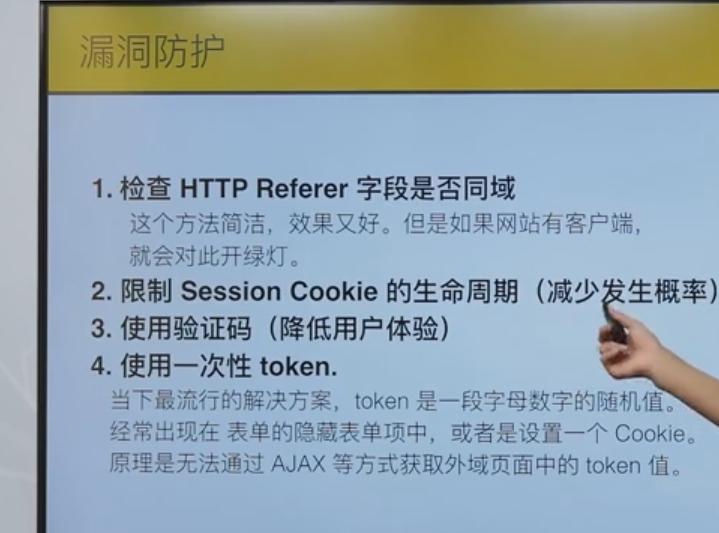 漏洞防护
1. 检查 HTTP Referer 字段是否同域
这个方法简洁，效果又好。但是如果网站有客户端，
就会对此开绿灯。
2. 限制 Session Cookie 的生命周期（减少发生概率）
3. 使用验证码（降低用户体验）
4. 使用一次性 token.
当下最流行的解决方案，token 是一段字母数字的随机值。
经常出现在 表单的隐藏表单项中，或者是设置一个 Cookie。
原理是无法通过 AJAX 等方式获取外域页面中的 token 值。